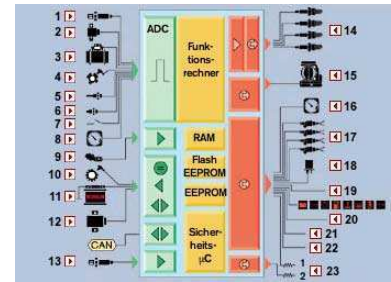 1
2
3
4
5
6
7
8
9
10
11
12
CAN
13
ADC
Funk-
tions-
rechner
RAM
Flash
EEPROM
EEPROM
Sicher-
heits-
µC
14
15
16
17
18
19
20
21
22
1
2
23